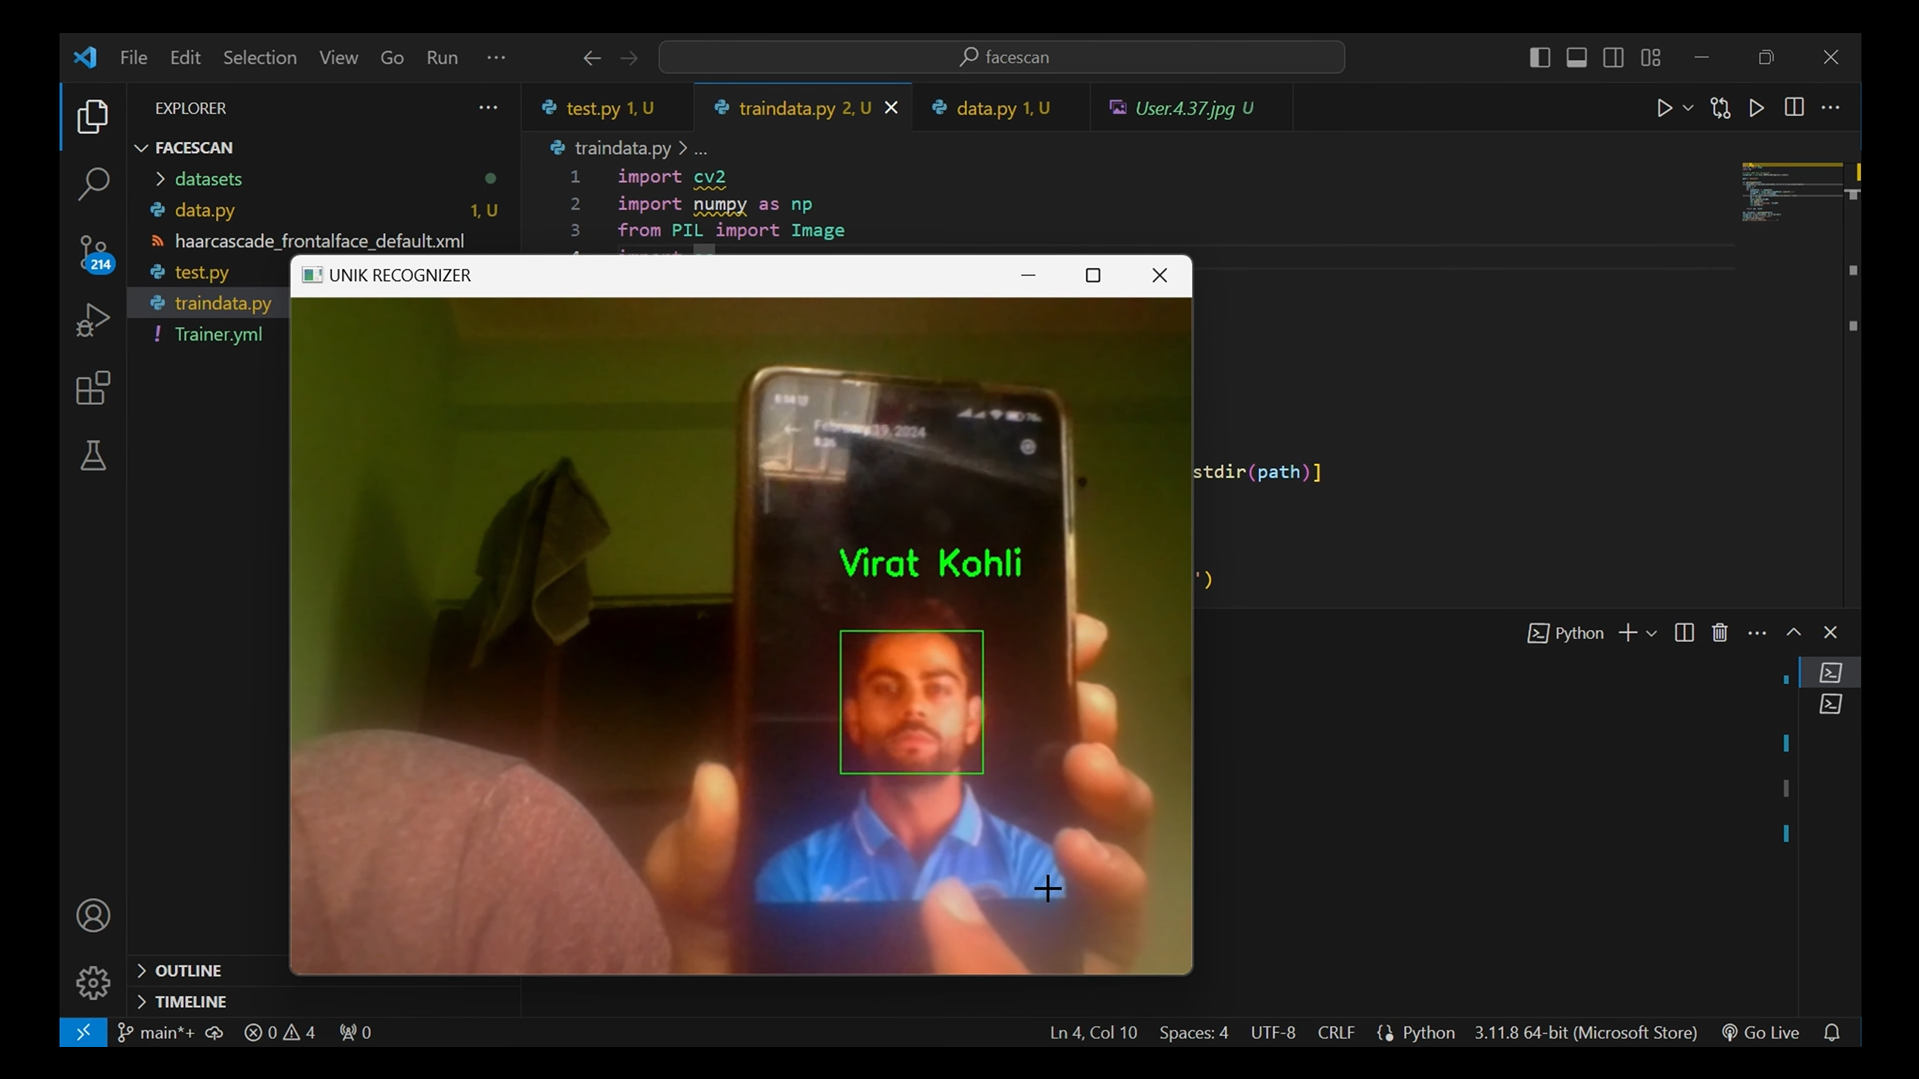 File Edit Selection View Go Run ...
facescan
EXPLORER
FACESCAN
datasets
data.py 1, U
haarcascade_frontalface_default.xml
test.py
traindata.py
Trainer.yml
OUTLINE
TIMELINE
test.py 1, U
traindata.py 2, U
data.py 1, U
User.4.37.jpg U
traindata.py > ...
1 import cv2
2 import numpy as np
3 from PIL import Image
stdir(path)]
')
UNIK RECOGNIZER
February 19, 2024
Virat Kohli
Python
214
main*+
0 4
0
Ln 4, Col 10
Spaces: 4
UTF-8
CRLF
Python
3.11.8 64-bit (Microsoft Store)
Go Live